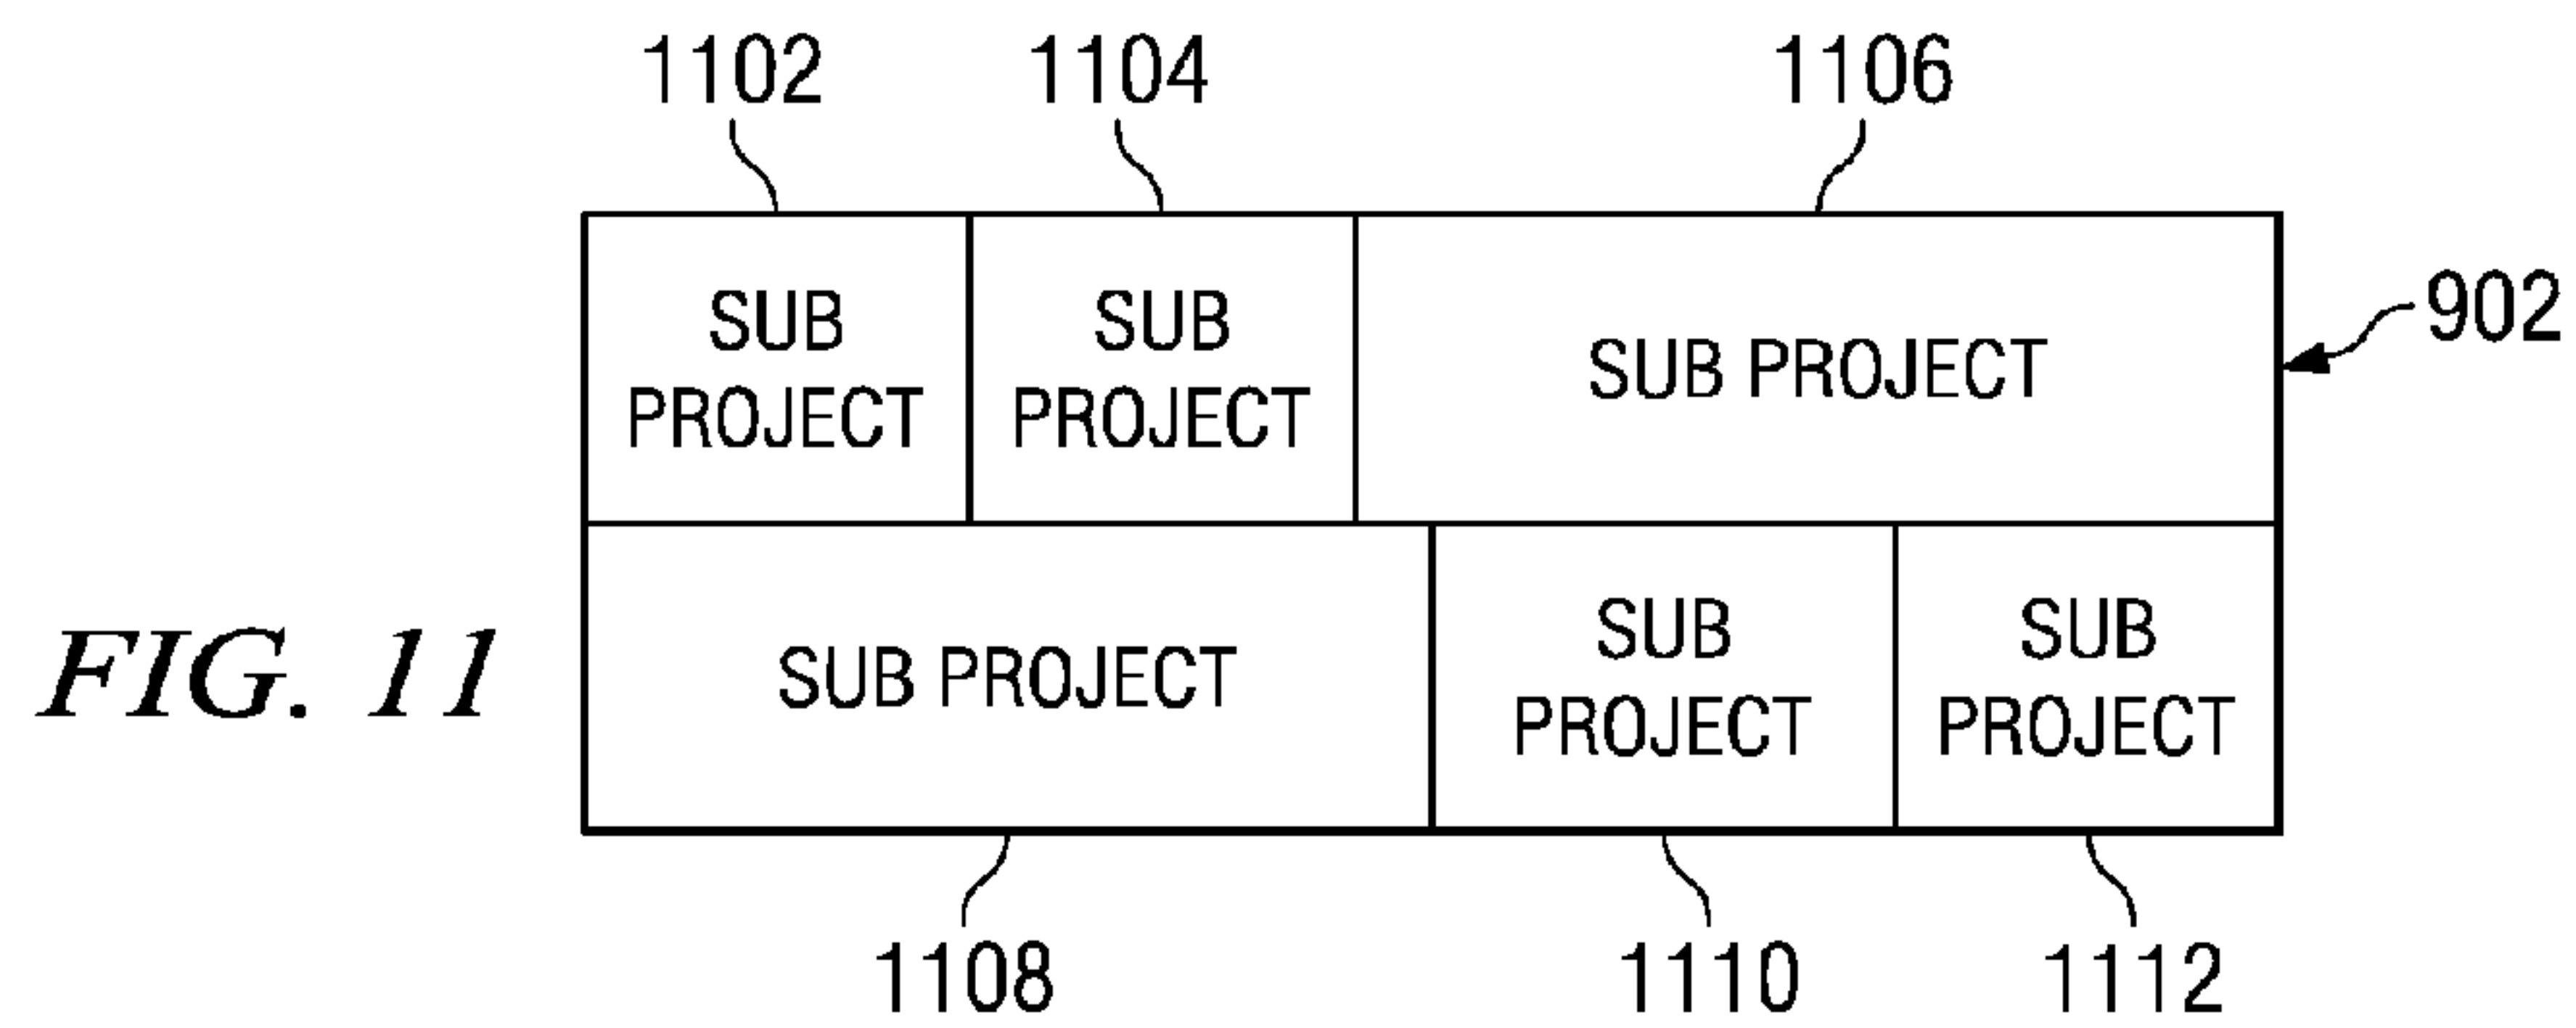 1102 1104 1106
SUB SUB
PROJECT PROJECT SUB PROJECT
902
SUB PROJECT
SUB SUB
PROJECT PROJECT
FIG. 11
1108 1110 1112